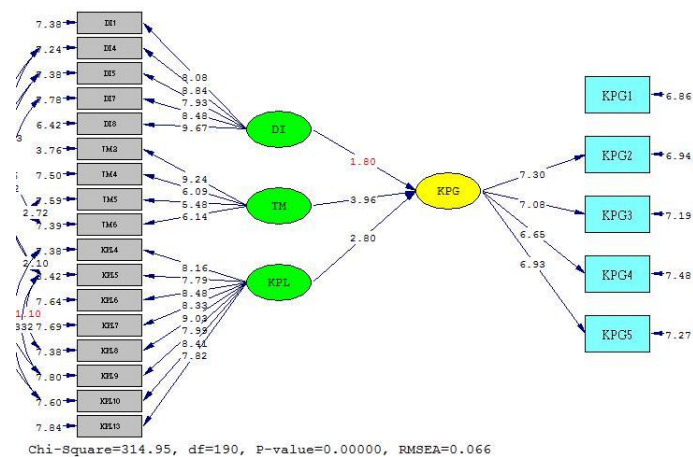 7.38 DI1
7.24 DI4
7.38 DI5
7.78 DI7
6.42 DI8
3.76 TM3
7.50 TM4
7.59 TM5
7.39 TM6
7.38 KPL4
KPL5
7.64 KPL6
7.69 KPL7
7.38 KPL8
7.80 KPL9
7.60 KPL10
7.84 KPL13
2.72
2.10
8.08
8.84
7.93
8.48
9.67
9.24
6.09
5.48
6.14
8.16
7.79
8.48
8.33
9.03
7.99
8.41
7.82
DI
TM
KPL
1.80
3.96
2.80
KPG
7.30
7.08
6.65
6.93
KPG1 6.86
KPG2 6.94
KPG3 7.19
KPG4 7.48
KPG5 7.27
Chi-Square=314.95, df=190, P-value=0.00000, RMSEA=0.066